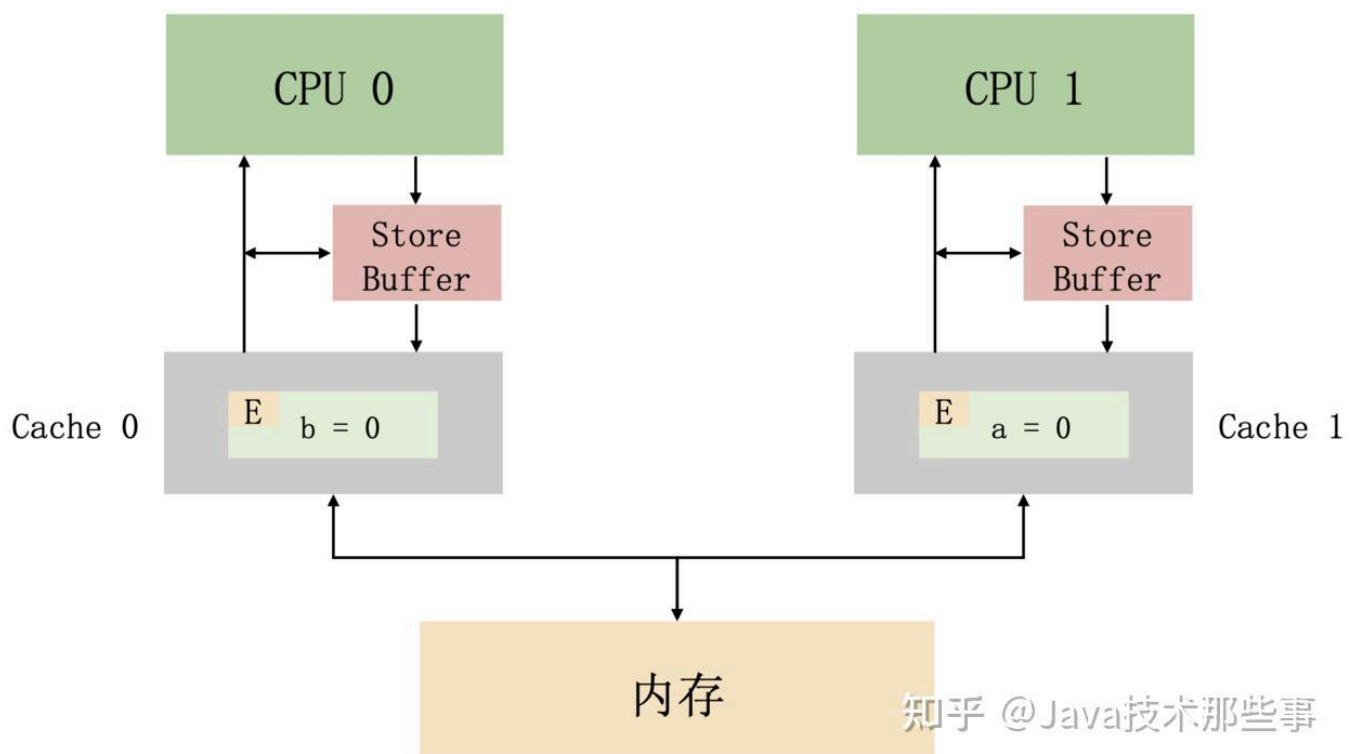 CPU 0
CPU 1
Store
Buffer
Store
Buffer
Cache 0
E
b = 0
E
a = 0
Cache 1
内存
知乎 @Java技术那些事